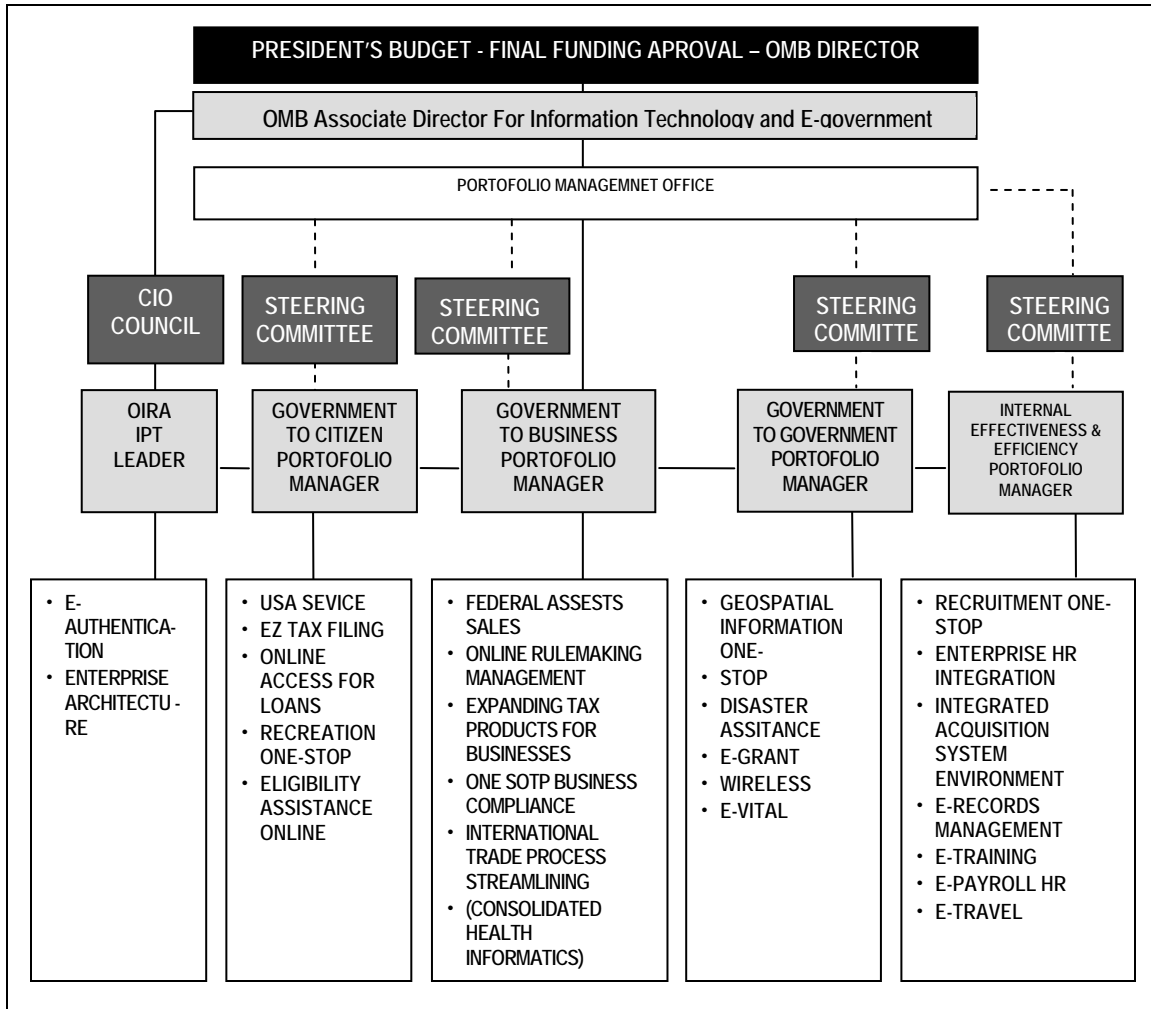 PRESIDENT'S BUDGET - FINAL FUNDING APROVAL – OMB DIRECTOR
OMB Associate Director For Information Technology and E-government
PORTOFOLIO MANAGEMNET OFFICE
CIO
COUNCIL
STEERING
COMMITTEE
STEERING
COMMITTEE
STEERING
COMMITTE
STEERING
COMMITTE
OIRA
IPT
LEADER
GOVERNMENT
TO CITIZEN
PORTOFOLIO
MANAGER
GOVERNMENT
TO BUSINESS
PORTOFOLIO
MANAGER
GOVERNMENT
TO GOVERNMENT
PORTOFOLIO
MANAGER
INTERNAL
EFFECTIVENESS &
EFFICIENCY
PORTOFOLIO
MANAGER
• E-
AUTHENTICA-
TION
• ENTERPRISE
ARCHITECTU -
RE
• USA SEVICE
• EZ TAX FILING
• ONLINE
ACCESS FOR
LOANS
• RECREATION
ONE-STOP
• ELIGIBILITY
ASSISTANCE
ONLINE
• FEDERAL ASSESTS
SALES
• ONLINE RULEMAKING
MANAGEMENT
• EXPANDING TAX
PRODUCTS FOR
BUSINESSES
• ONE SOTP BUSINESS
COMPLIANCE
• INTERNATIONAL
TRADE PROCESS
STREAMLINING
• (CONSOLIDATED
HEALTH
INFORMATICS)
• GEOSPATIAL
INFORMATION
ONE-
• STOP
• DISASTER
ASSITANCE
• E-GRANT
• WIRELESS
• E-VITAL
• RECRUITMENT ONE-
STOP
• ENTERPRISE HR
INTEGRATION
• INTEGRATED
ACQUISITION
SYSTEM
ENVIRONMENT
• E-RECORDS
MANAGEMENT
• E-TRAINING
• E-PAYROLL HR
• E-TRAVEL